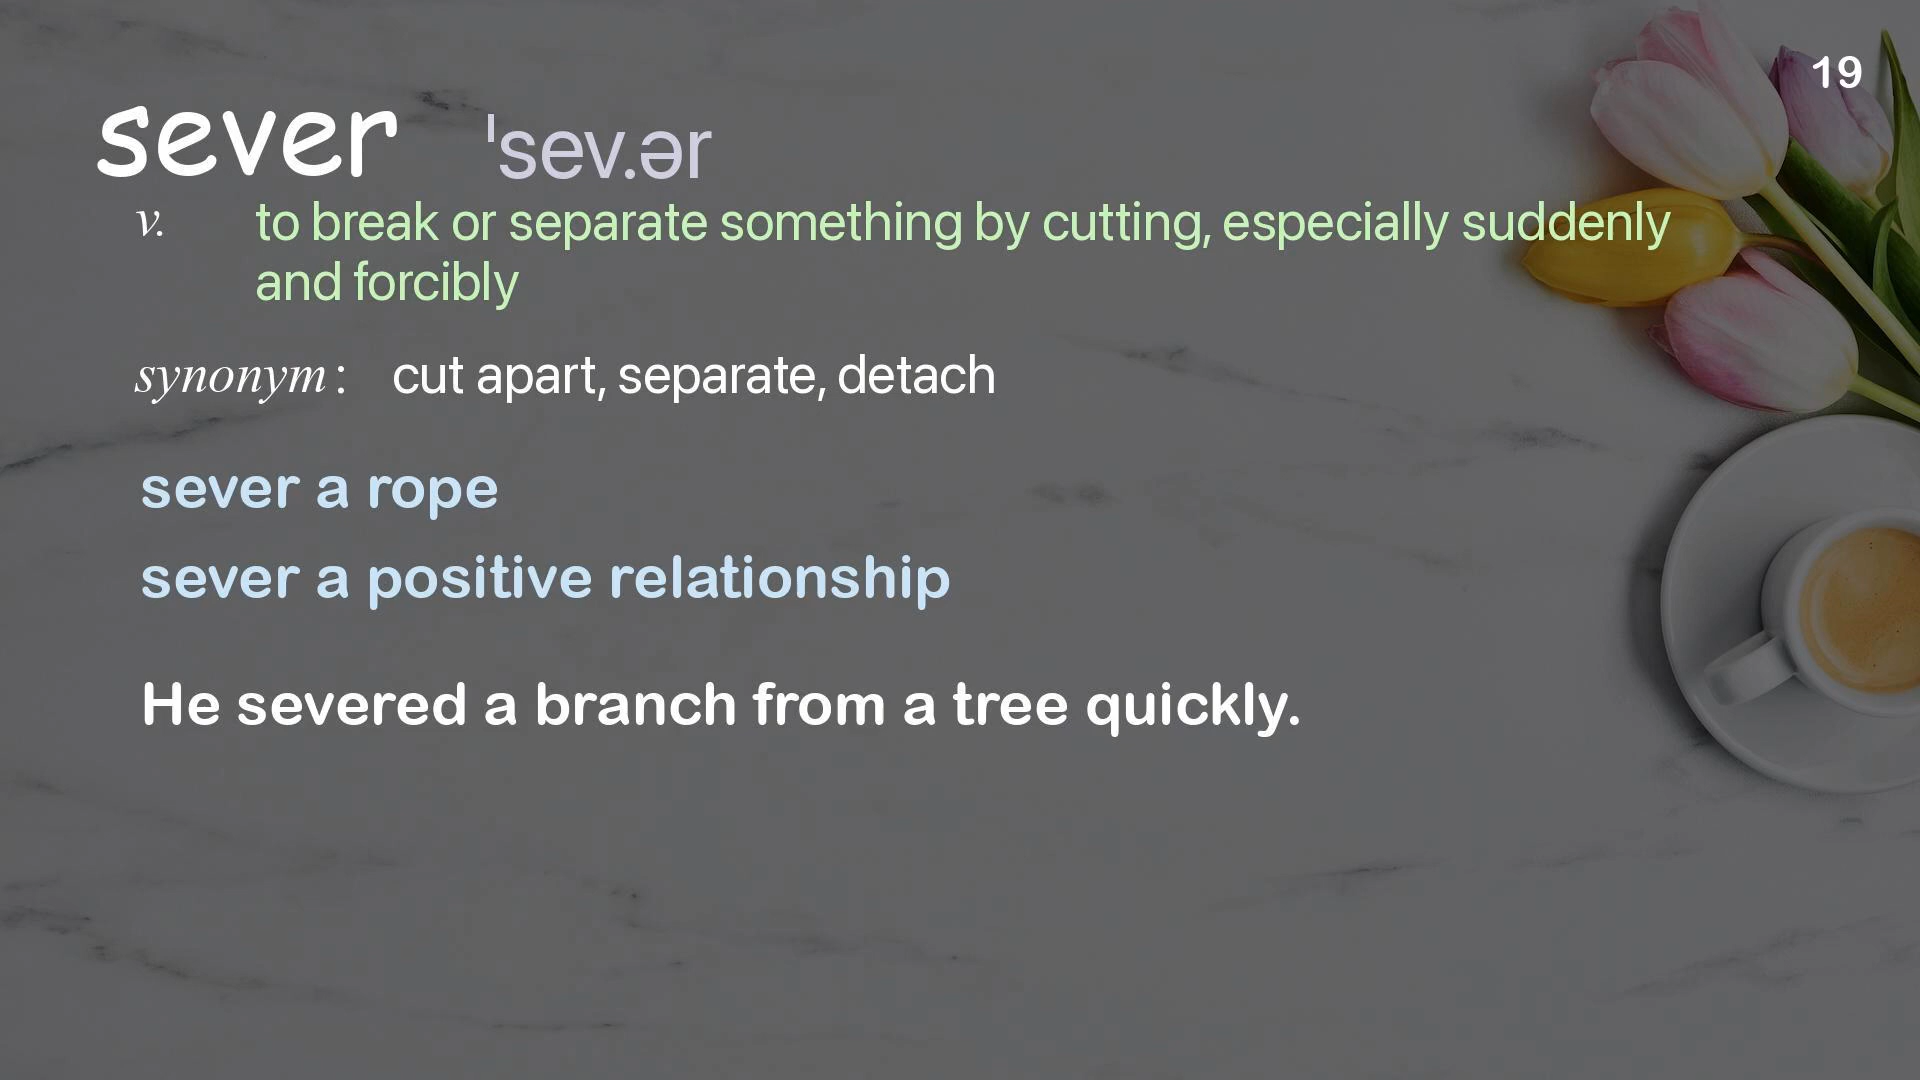 19
sever ˈsev.ər
v. to break or separate something by cutting, especially suddenly
and forcibly
synonym : cut apart, separate, detach
sever a rope
sever a positive relationship
He severed a branch from a tree quickly.